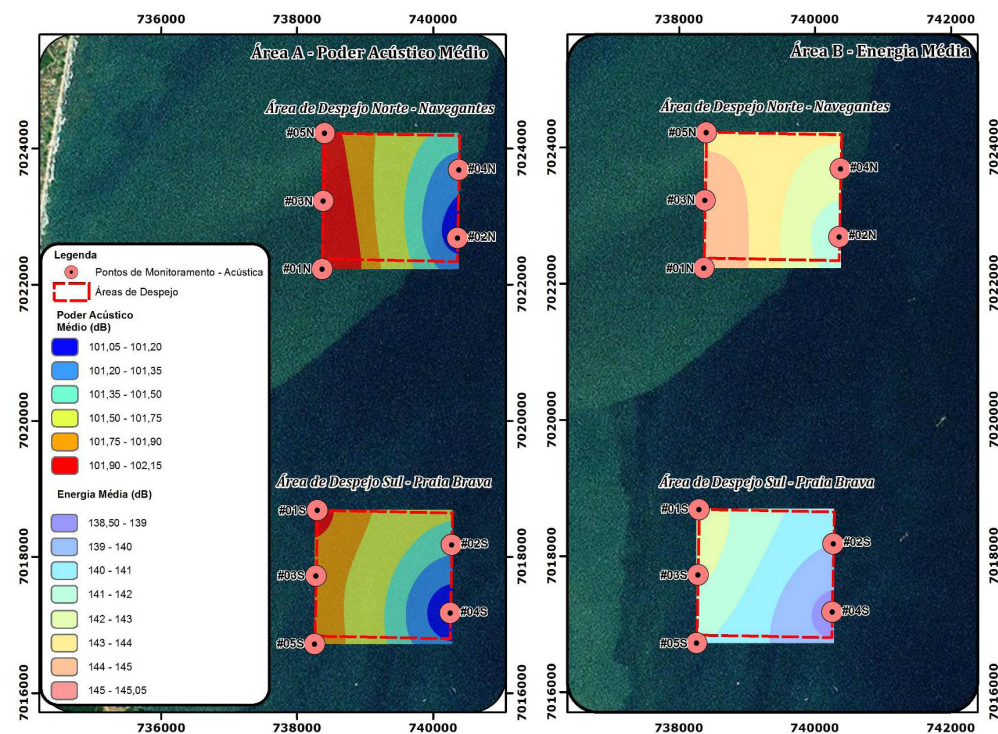 736000
738000
740000
738000
740000
742000
Área A - Poder Acústico Médio
Área de Despejo Norte - Navegantes
#05N
#04N
#03N
#02N
#01N
Legenda
Pontos de Monitoramento - Acústica
Áreas de Despejo
Poder Acústico
Médio (dB)
101,05 - 101,20
101,20 - 101,35
101,35 - 101,50
101,50 - 101,75
101,75 - 101,90
101,90 - 102,15
Energia Média (dB)
138,50 - 139
139 - 140
140 - 141
141 - 142
142 - 143
143 - 144
144 - 145
145 - 145,05
Área de Despejo Sul - Praia Brava
#01S
#02S
#03S
#04S
#05S
7024000
7022000
7020000
7018000
7016000
7024000
7022000
7020000
7018000
7016000
Área B - Energia Média
Área de Despejo Norte - Navegantes
#05N
#04N
#03N
#02N
#01N
Área de Despejo Sul - Praia Brava
#01S
#02S
#03S
#04S
#05S
7024000
7022000
7020000
7018000
7016000
736000
738000
740000
738000
740000
742000